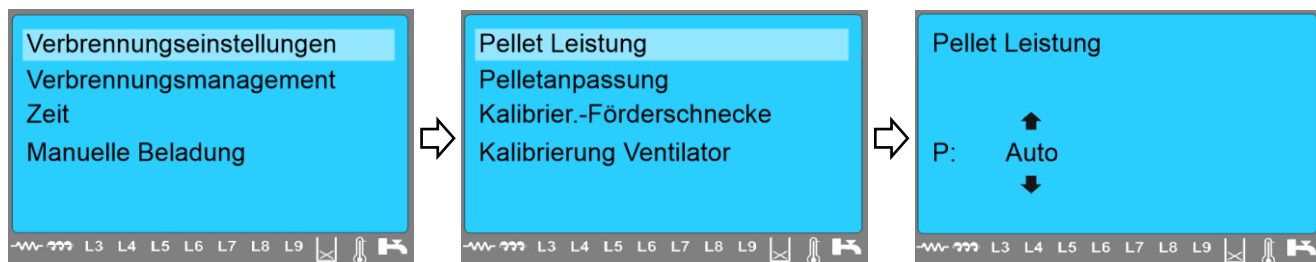 Verbrennungseinstellungen
Verbrennungsmanagement
Zeit
Manuelle Beladung
L3 L4 L5 L6 L7 L8 L9
Pellet Leistung
Pelletanpassung
Kalibrier.-Förderschnecke
Kalibrierung Ventilator
L3 L4 L5 L6 L7 L8 L9
Pellet Leistung
P: Auto
L3 L4 L5 L6 L7 L8 L9